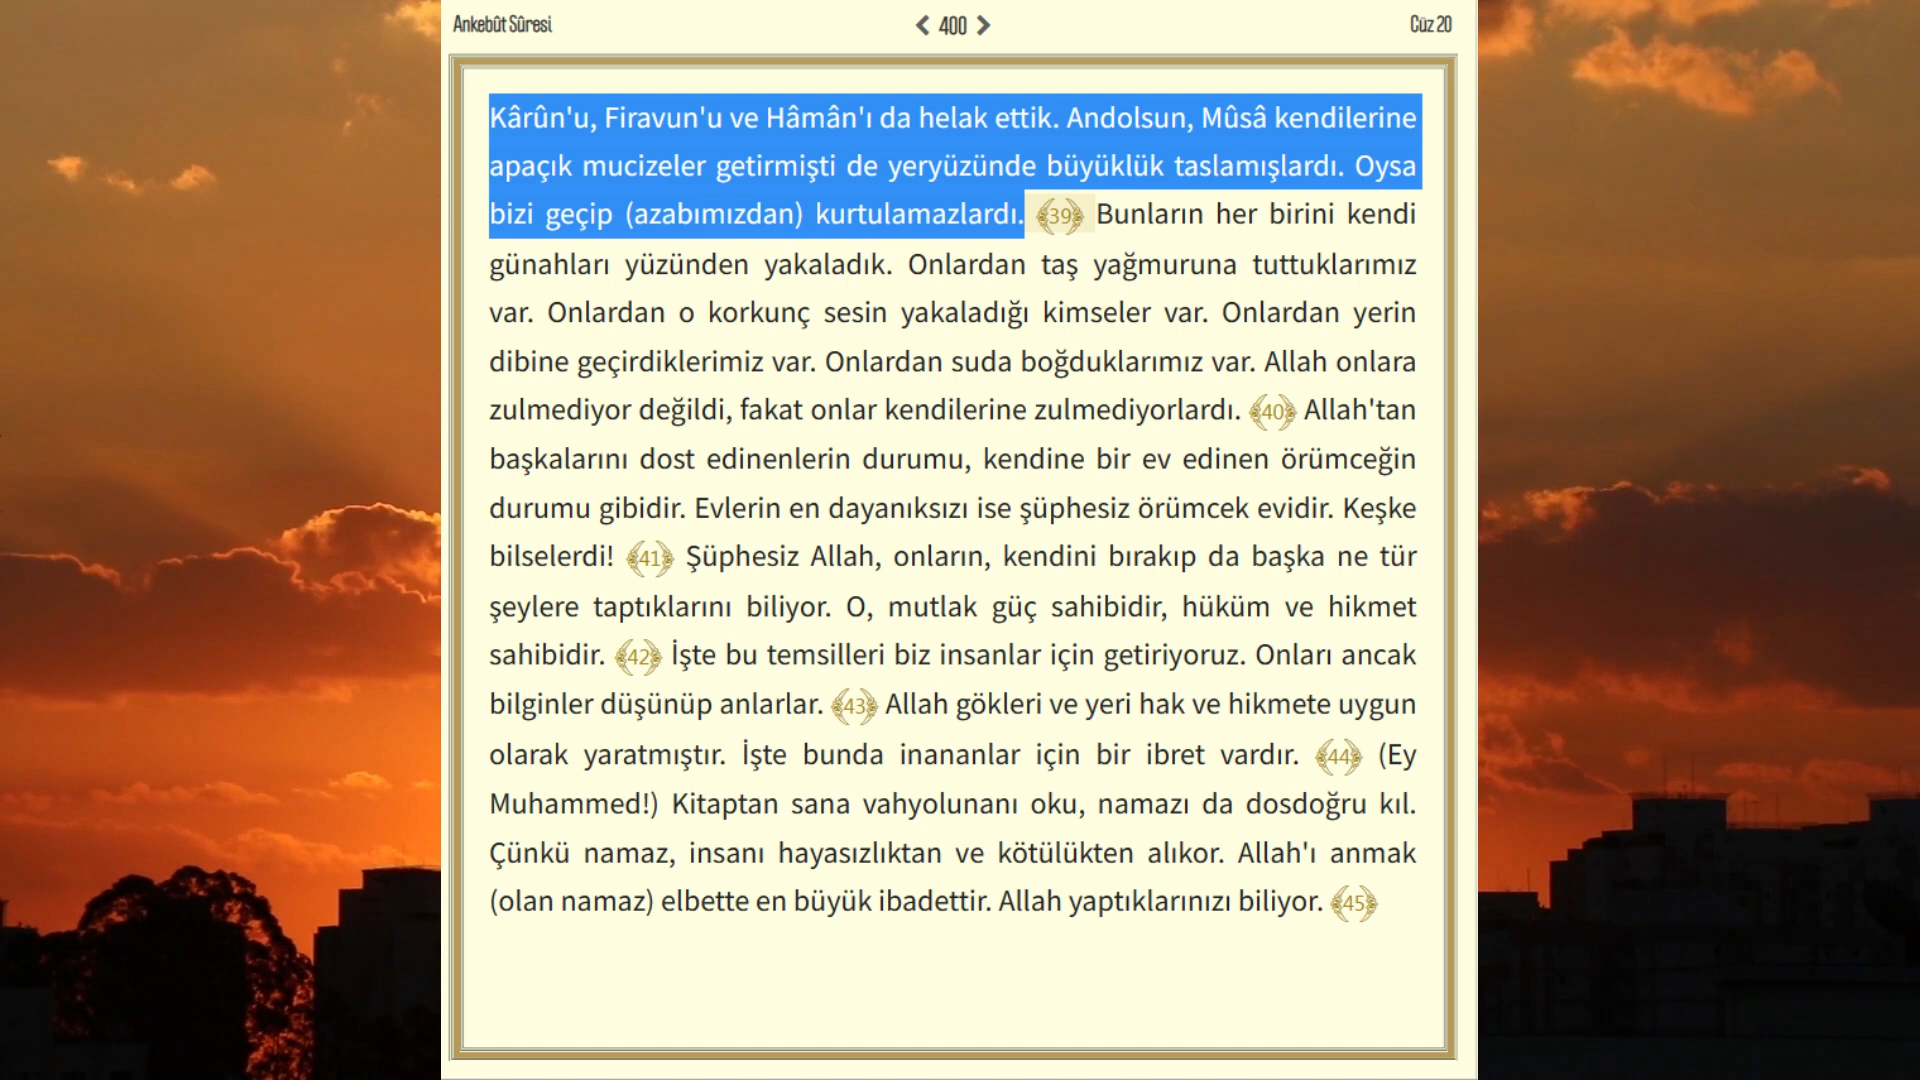 Ankebût Sûresi
400
Cüz 20
Kârûn'u, Firavun'u ve Hâmân'ı da helak ettik. Andolsun, Mûsâ kendilerine
apaçık mucizeler getirmişti de yeryüzünde büyüklük taslamışlardı. Oysa
bizi geçip (azabımızdan) kurtulamazlardı. 39 Bunların her birini kendi
günahları yüzünden yakaladık. Onlardan taş yağmuruna tuttuklarımız
var. Onlardan o korkunç sesin yakaladığı kimseler var. Onlardan yerin
dibine geçirdiklerimiz var. Onlardan suda boğduklarımız var. Allah onlara
zulmediyor değildi, fakat onlar kendilerine zulmediyorlardı. 40 Allah'tan
başkalarını dost edinenlerin durumu, kendine bir ev edinen örümceğin
durumu gibidir. Evlerin en dayanıksızı ise şüphesiz örümcek evidir. Keşke
bilselerdi! 41 Şüphesiz Allah, onların, kendini bırakıp da başka ne tür
şeylere taptıklarını biliyor. O, mutlak güç sahibidir, hüküm ve hikmet
sahibidir. 42 İşte bu temsilleri biz insanlar için getiriyoruz. Onları ancak
bilginler düşünüp anlarlar. 43 Allah gökleri ve yeri hak ve hikmete uygun
olarak yaratmıştır. İşte bunda inananlar için bir ibret vardır. 44 (Ey
Muhammed!) Kitaptan sana vahyolunanı oku, namazı da dosdoğru kıl.
Çünkü namaz, insanı hayasızlıktan ve kötülükten alıkor. Allah'ı anmak
(olan namaz) elbette en büyük ibadettir. Allah yaptıklarınızı biliyor. 45